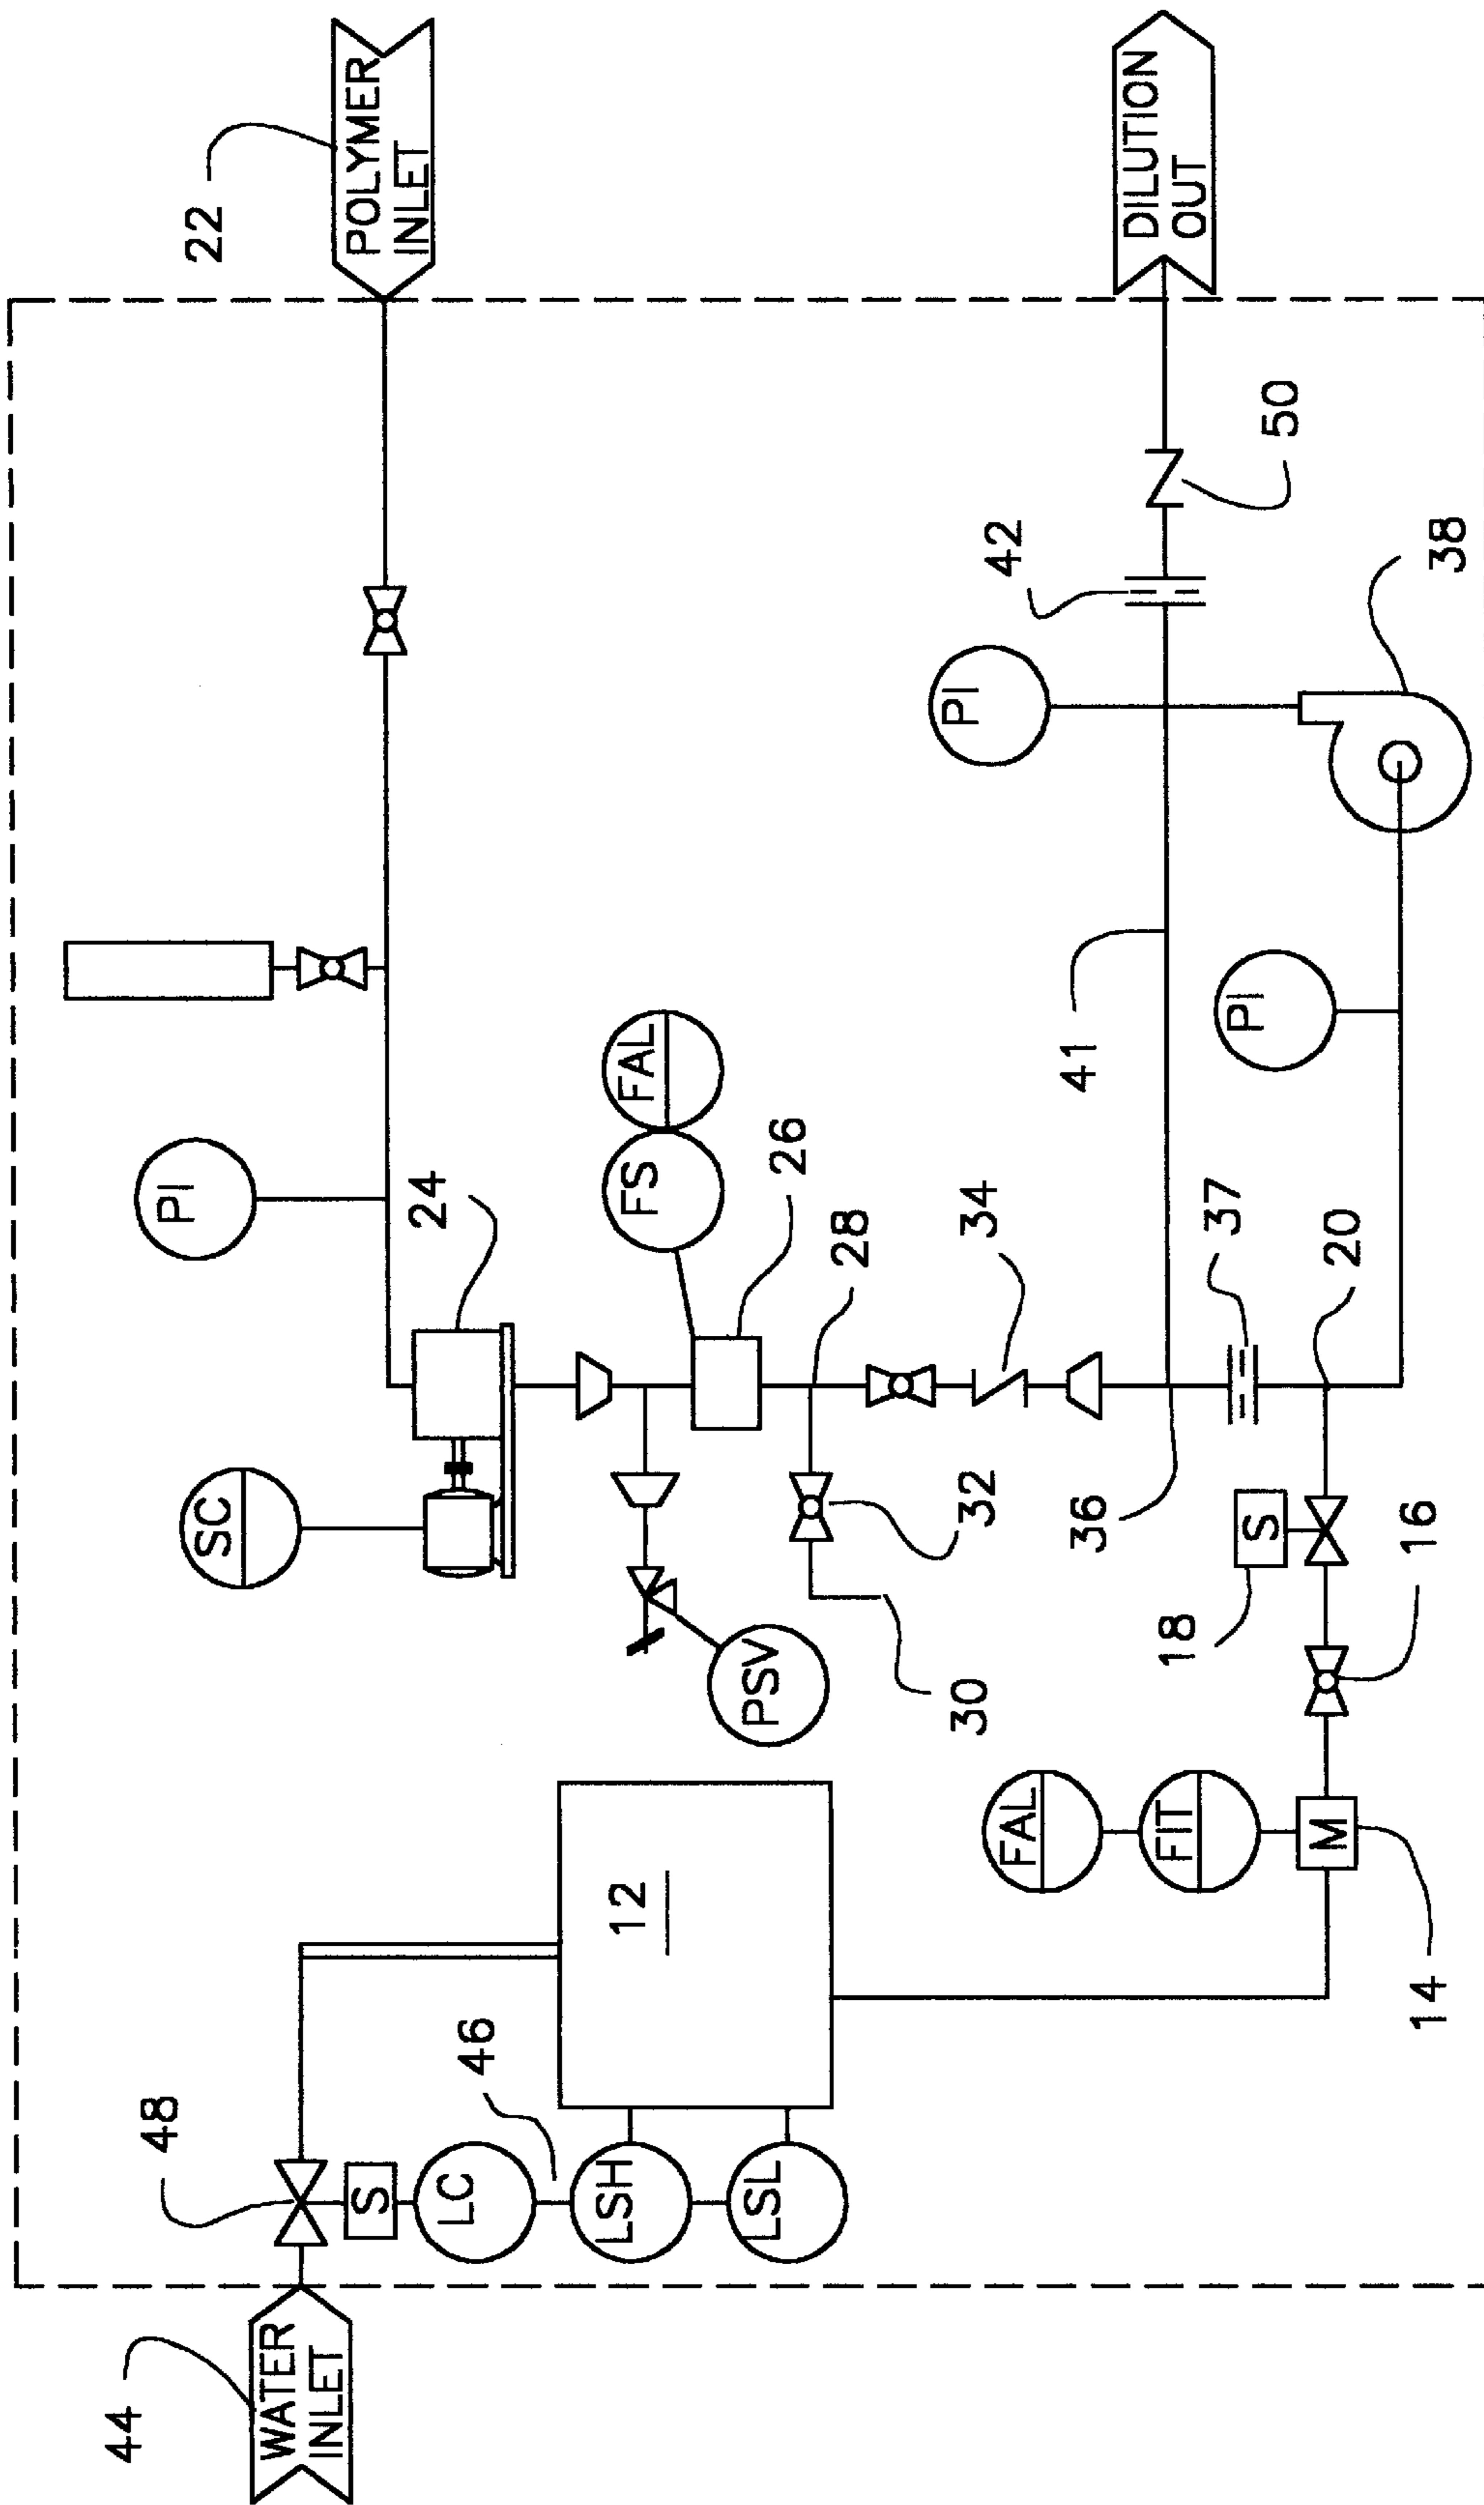 44
WATER
INLET
48
S
LC
46
LSH
LSL
12
FAL
FIT
M
14
16
18
S
20
22
POLYMER
INLET
PI
24
SC
FS
FAL
26
28
PSV
30
32
34
36
37
41
PI
PI
38
42
50
DILUTION
OUT